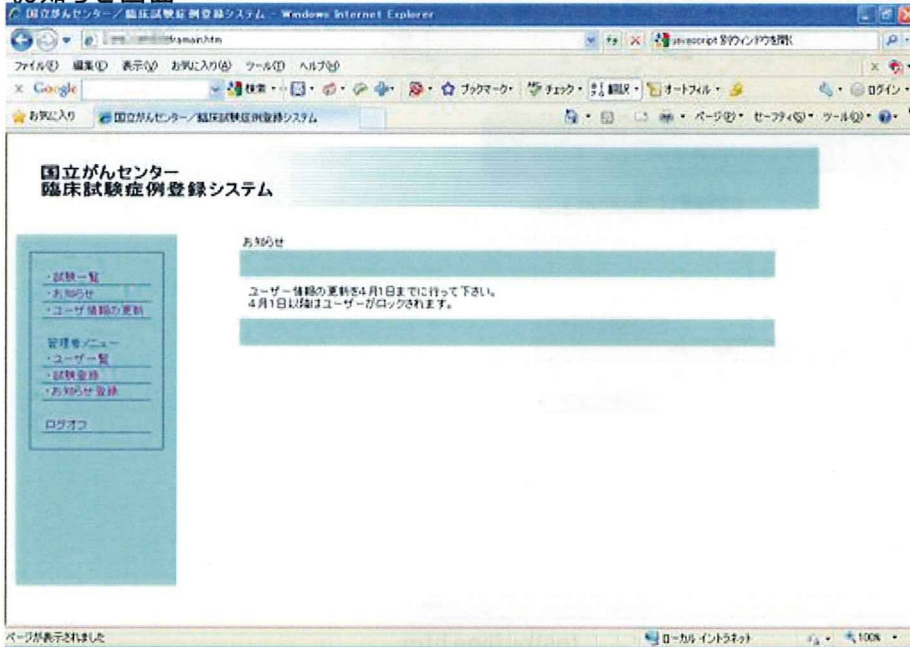 お知らせ画面
国立がんセンター／臨床試験症例登録システム - Windows Internet Explorer
javascript 別ウィンドウを開く
ファイル(F) 編集(E) 表示(V) お気に入り(A) ツール(T) ヘルプ(H)
Google 検索 ブックマーク チェック 翻訳 オートフィル ログイン
お気に入り 国立がんセンター／臨床試験症例登録システム ページ(P) セーフティ(S) ツール(O)
国立がんセンター
臨床試験症例登録システム
お知らせ
・試験一覧
・お知らせ
・ユーザ情報の更新
管理者メニュー
・ユーザ一覧
・試験登録
・お知らせ登録
ログオフ
ユーザー情報の更新を4月1日までに行って下さい。
4月1日以降はユーザーがロックされます。
ページが表示されました ローカル イントラネット 100%